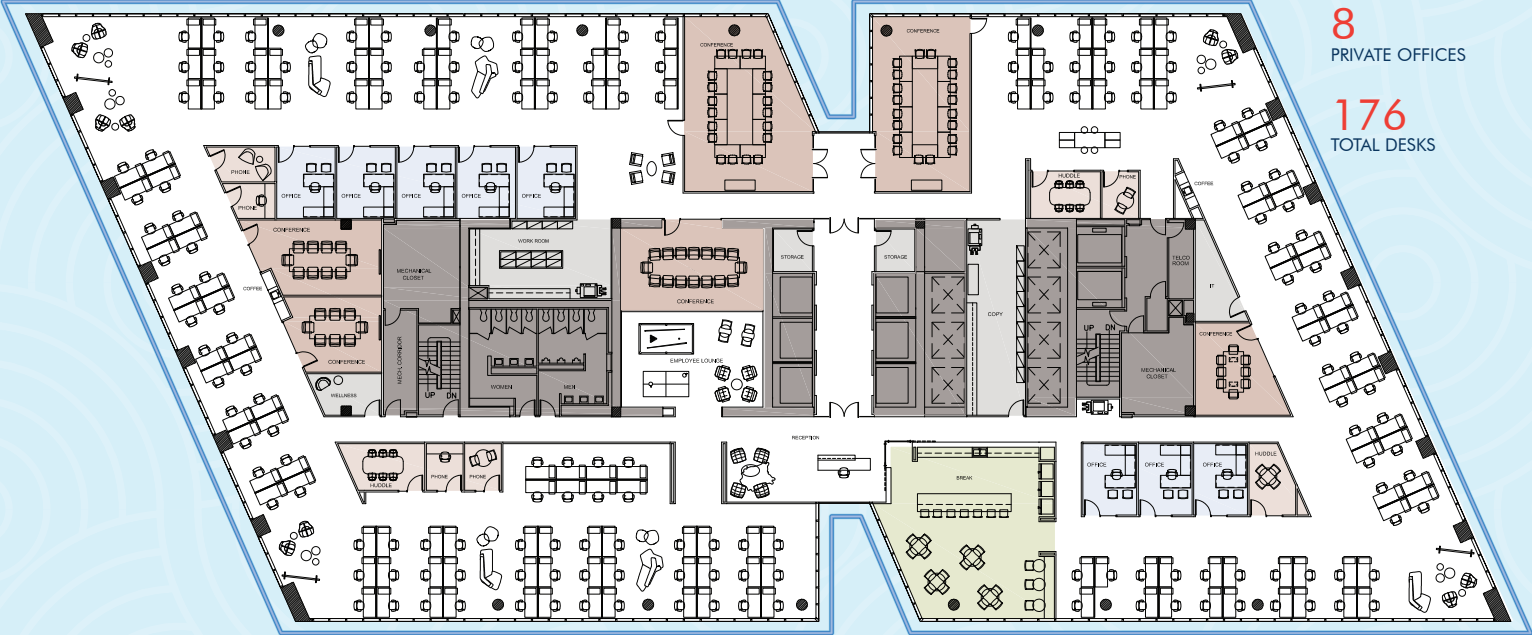 8
PRIVATE OFFICES
176
TOTAL DESKS
CONFERENCE
CONFERENCE
PHONE
OFFICE
OFFICE
OFFICE
OFFICE
OFFICE
HUDDLE
PHONE
COFFEE
PHONE
CONFERENCE
WORK ROOM
STORAGE
STORAGE
TELCO
ROOM
MECHANICAL
CLOSET
COFFEE
IT
CONFERENCE
COPY
UP DN
CONFERENCE
EMPLOYEE LOUNGE
CONFERENCE
MECH. CORRIDOR
MECHANICAL
CLOSET
WELLNESS
UP DN
WOMEN
MEN
RECEPTION
HUDDLE
PHONE
PHONE
BREAK
OFFICE
OFFICE
OFFICE
HUDDLE